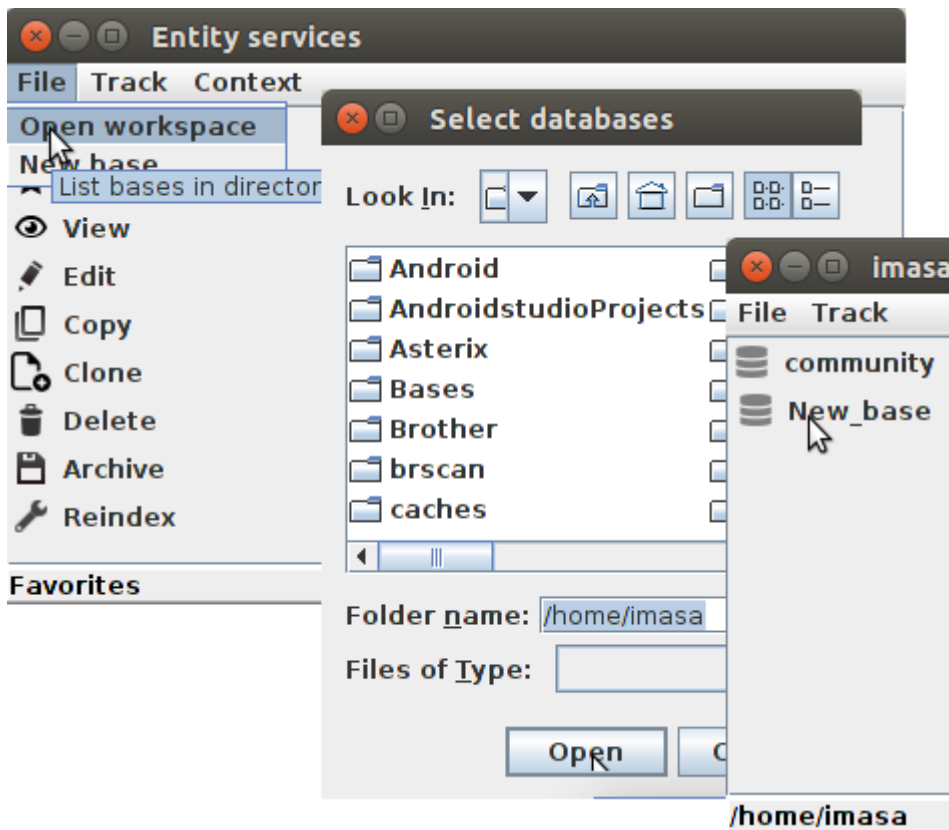 Entity services
File Track Context
Open workspace
New base
List bases in director
View
Edit
Copy
Clone
Delete
Archive
Reindex
Favorites
Select databases
Look In:
Android
AndroidstudioProjects
Asterix
Bases
Brother
brscan
caches
Folder name: /home/imasa
Files of Type:
Open
imasa
File Track
community
New_base
/home/imasa